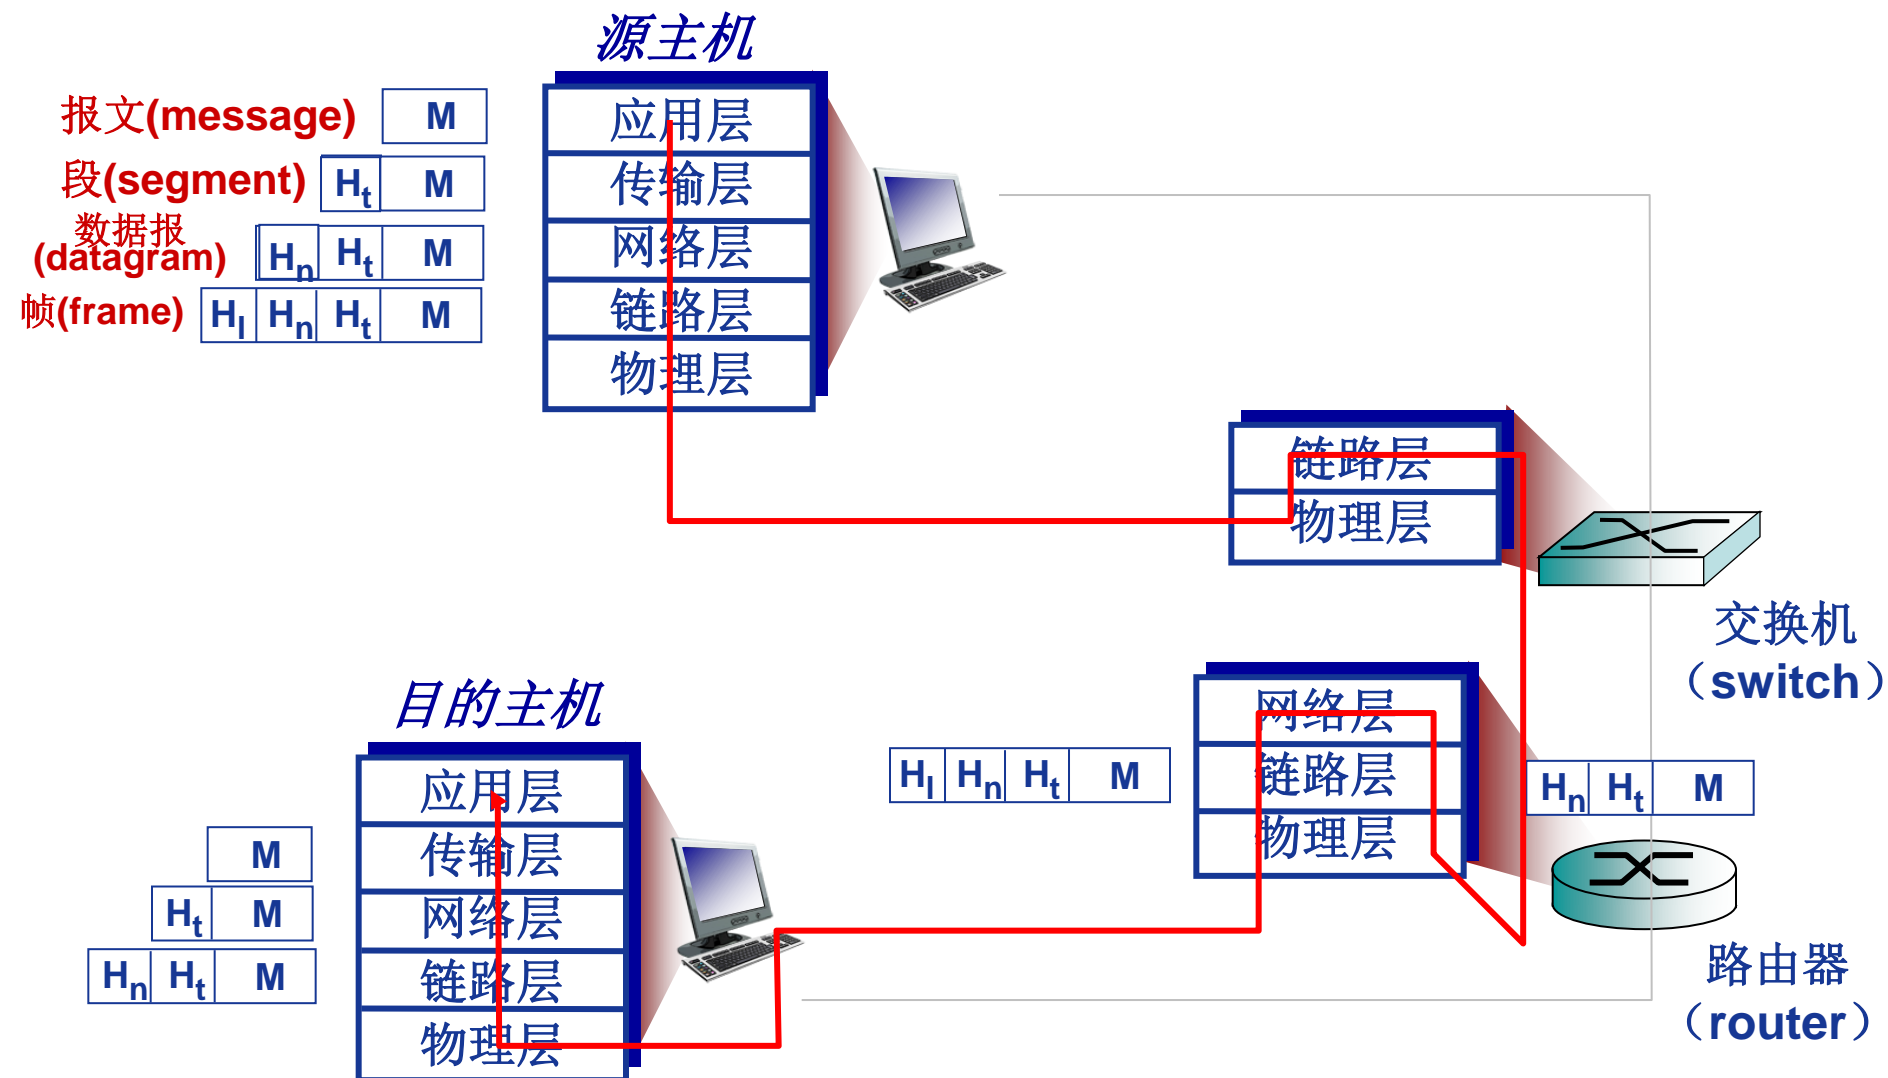 源主机
报文(message)
M
应用层
段(segment)
Ht
M
传输层
数据报
(datagram)
Hn
Ht
M
网络层
帧(frame)
Hl
Hn
Ht
M
链路层
物理层
链路层
物理层
交换机
（switch）
目的主机
网络层
链路层
物理层
Hl
Hn
Ht
M
Hn
Ht
M
路由器
（router）
应用层
M
传输层
Ht
M
网络层
Hn
Ht
M
链路层
物理层